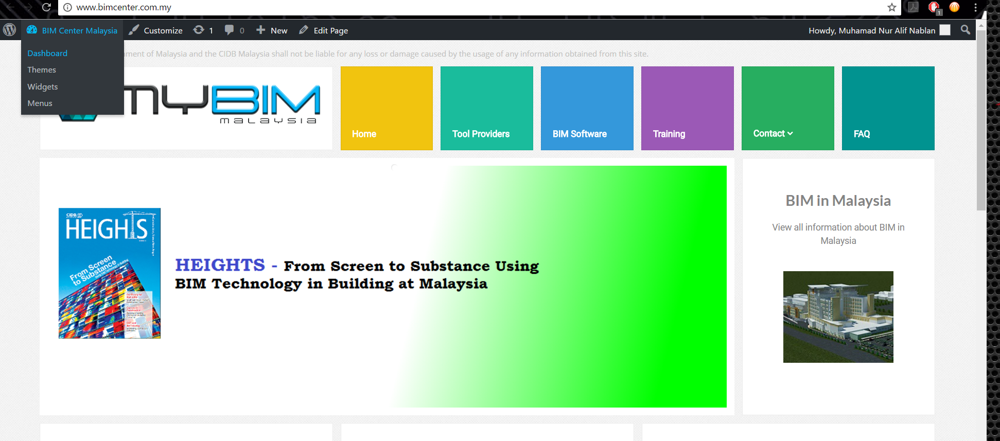 www.bimcenter.com.my
1
BIM Center Malaysia
Customize
1
0
New
Edit Page
Howdy, Muhamad Nur Alif Nablan
Dashboard
Themes
Widgets
Menus
nment of Malaysia and the CIDB Malaysia shall not be liable for any loss or damage caused by the usage of any information obtained from this site.
myBIM
malaysia
Home
Tool Providers
BIM Software
Training
Contact
FAQ
CIDB
HEIGHTS
From Screen
to Substance
HEIGHTS - From Screen to Substance Using
BIM Technology in Building at Malaysia
BIM in Malaysia
View all information about BIM in
Malaysia